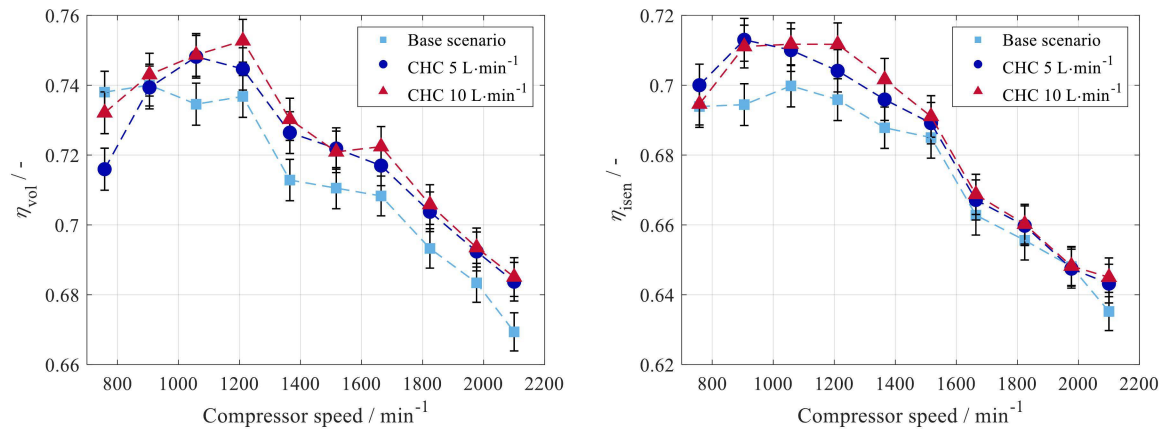 0.76
0.74
0.72
0.7
0.68
0.66
η_vol / -
Base scenario
CHC 5 L·min⁻¹
CHC 10 L·min⁻¹
800 1000 1200 1400 1600 1800 2000 2200
Compressor speed / min⁻¹
0.72
0.7
0.68
0.66
0.64
0.62
η_isen / -
Base scenario
CHC 5 L·min⁻¹
CHC 10 L·min⁻¹
800 1000 1200 1400 1600 1800 2000 2200
Compressor speed / min⁻¹